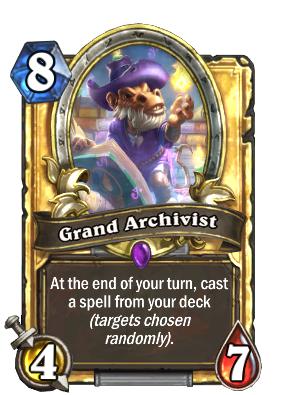 8
Grand Archivist
At the end of your turn, cast
a spell from your deck
(targets chosen
randomly).
4
7